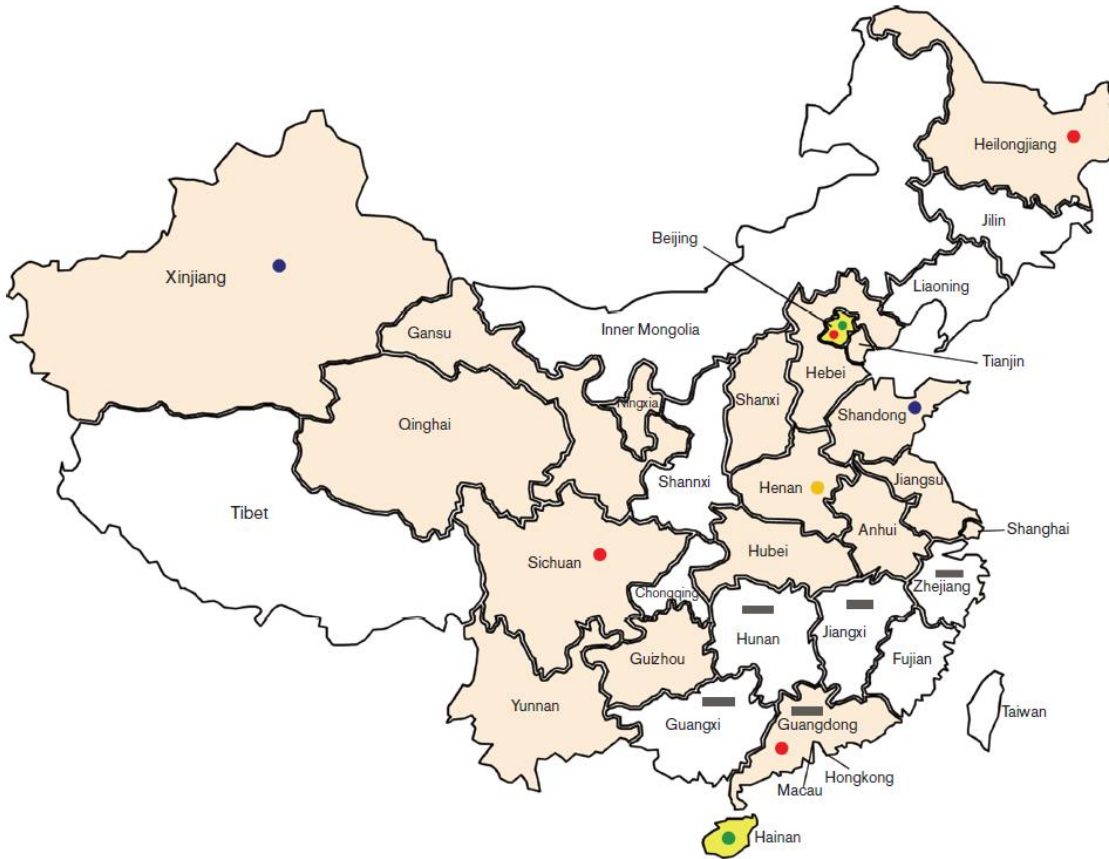 Heilongjiang
Jilin
Beijing
Liaoning
Xinjiang
Inner Mongolia
Gansu
Tianjin
Hebei
Ningxia
Shanxi
Shandong
Qinghai
Shannxi
Henan
Jiangsu
Tibet
Anhui
Shanghai
Hubei
Sichuan
Zhejiang
Chongqing
Hunan
Jiangxi
Guizhou
Fujian
Yunnan
Guangxi
Guangdong
Taiwan
Hongkong
Macau
Hainan